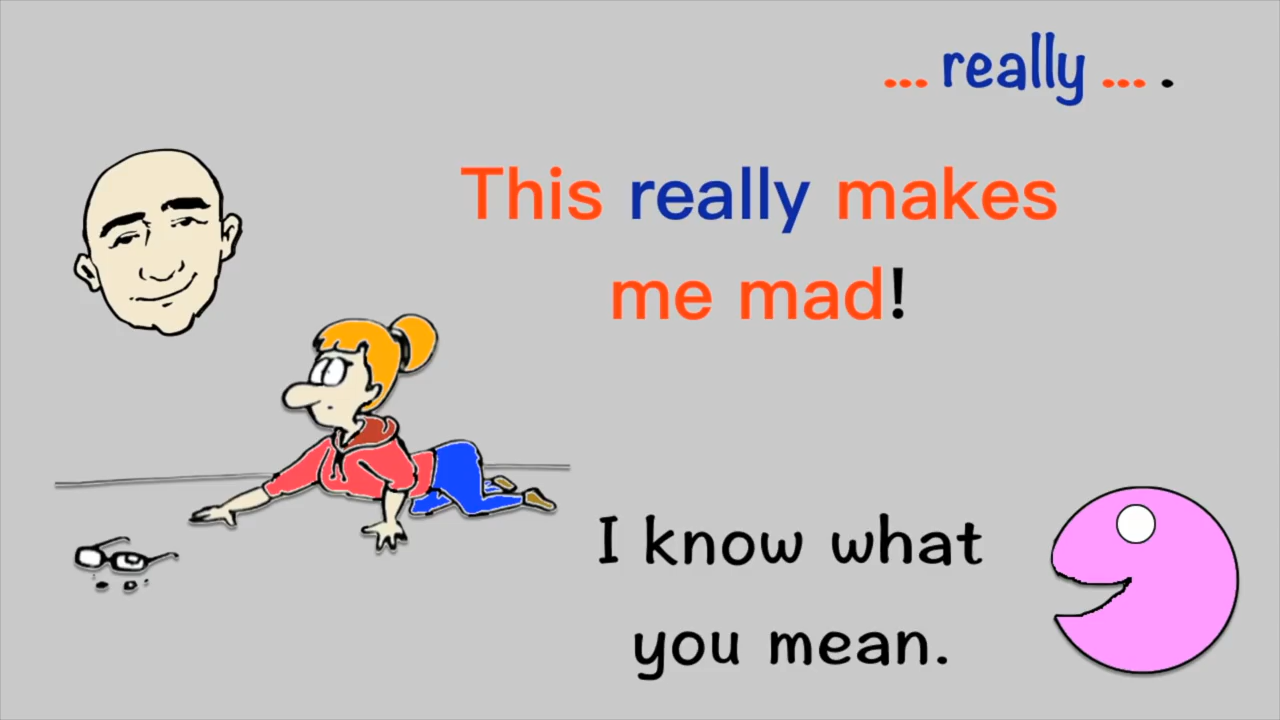 ... really ... .
This really makes
me mad!
I know what
you mean.